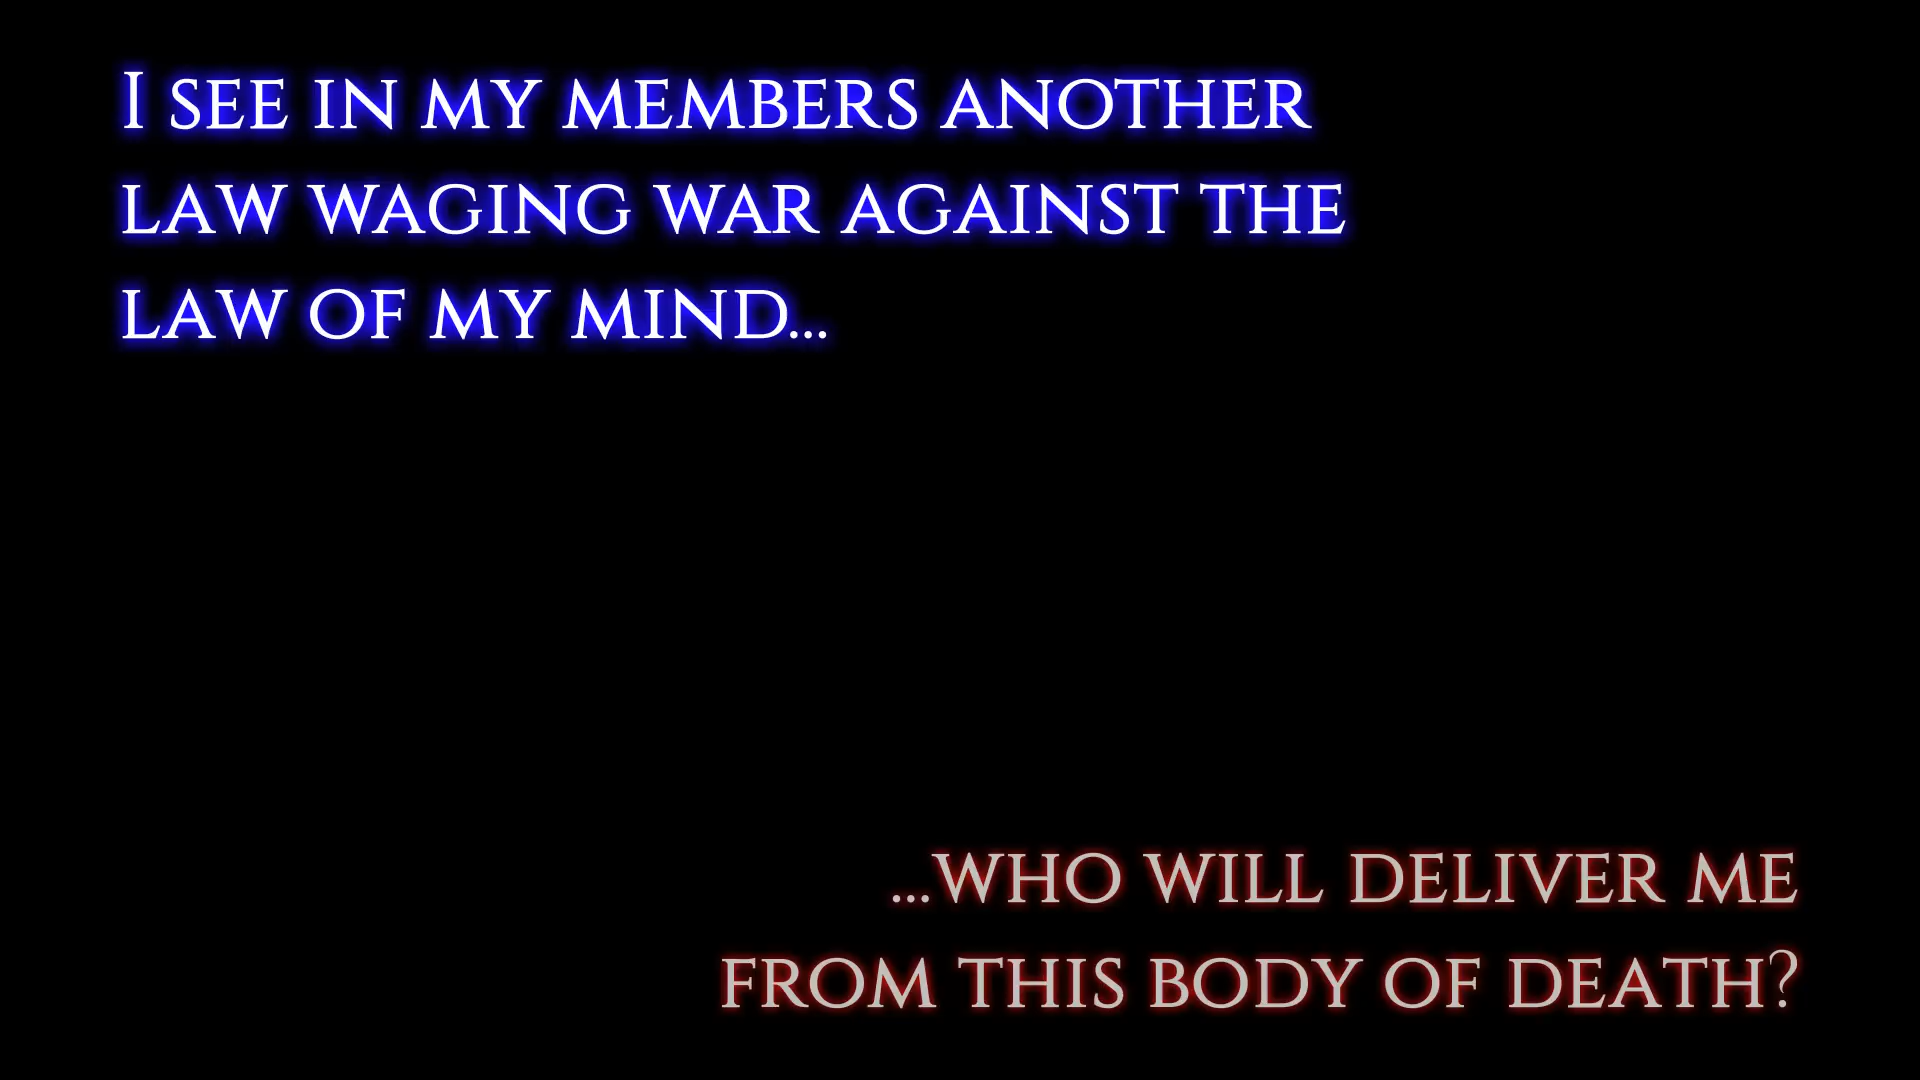 I see in my members another
law waging war against the
law of my mind...
...who will deliver me
from this body of death?